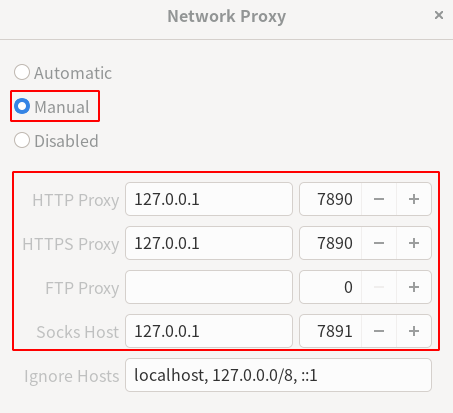 Network Proxy ×
Automatic
Manual
Disabled
HTTP Proxy 127.0.0.1 7890 − +
HTTPS Proxy 127.0.0.1 7890 − +
FTP Proxy 0 − +
Socks Host 127.0.0.1 7891 − +
Ignore Hosts localhost, 127.0.0.0/8, ::1